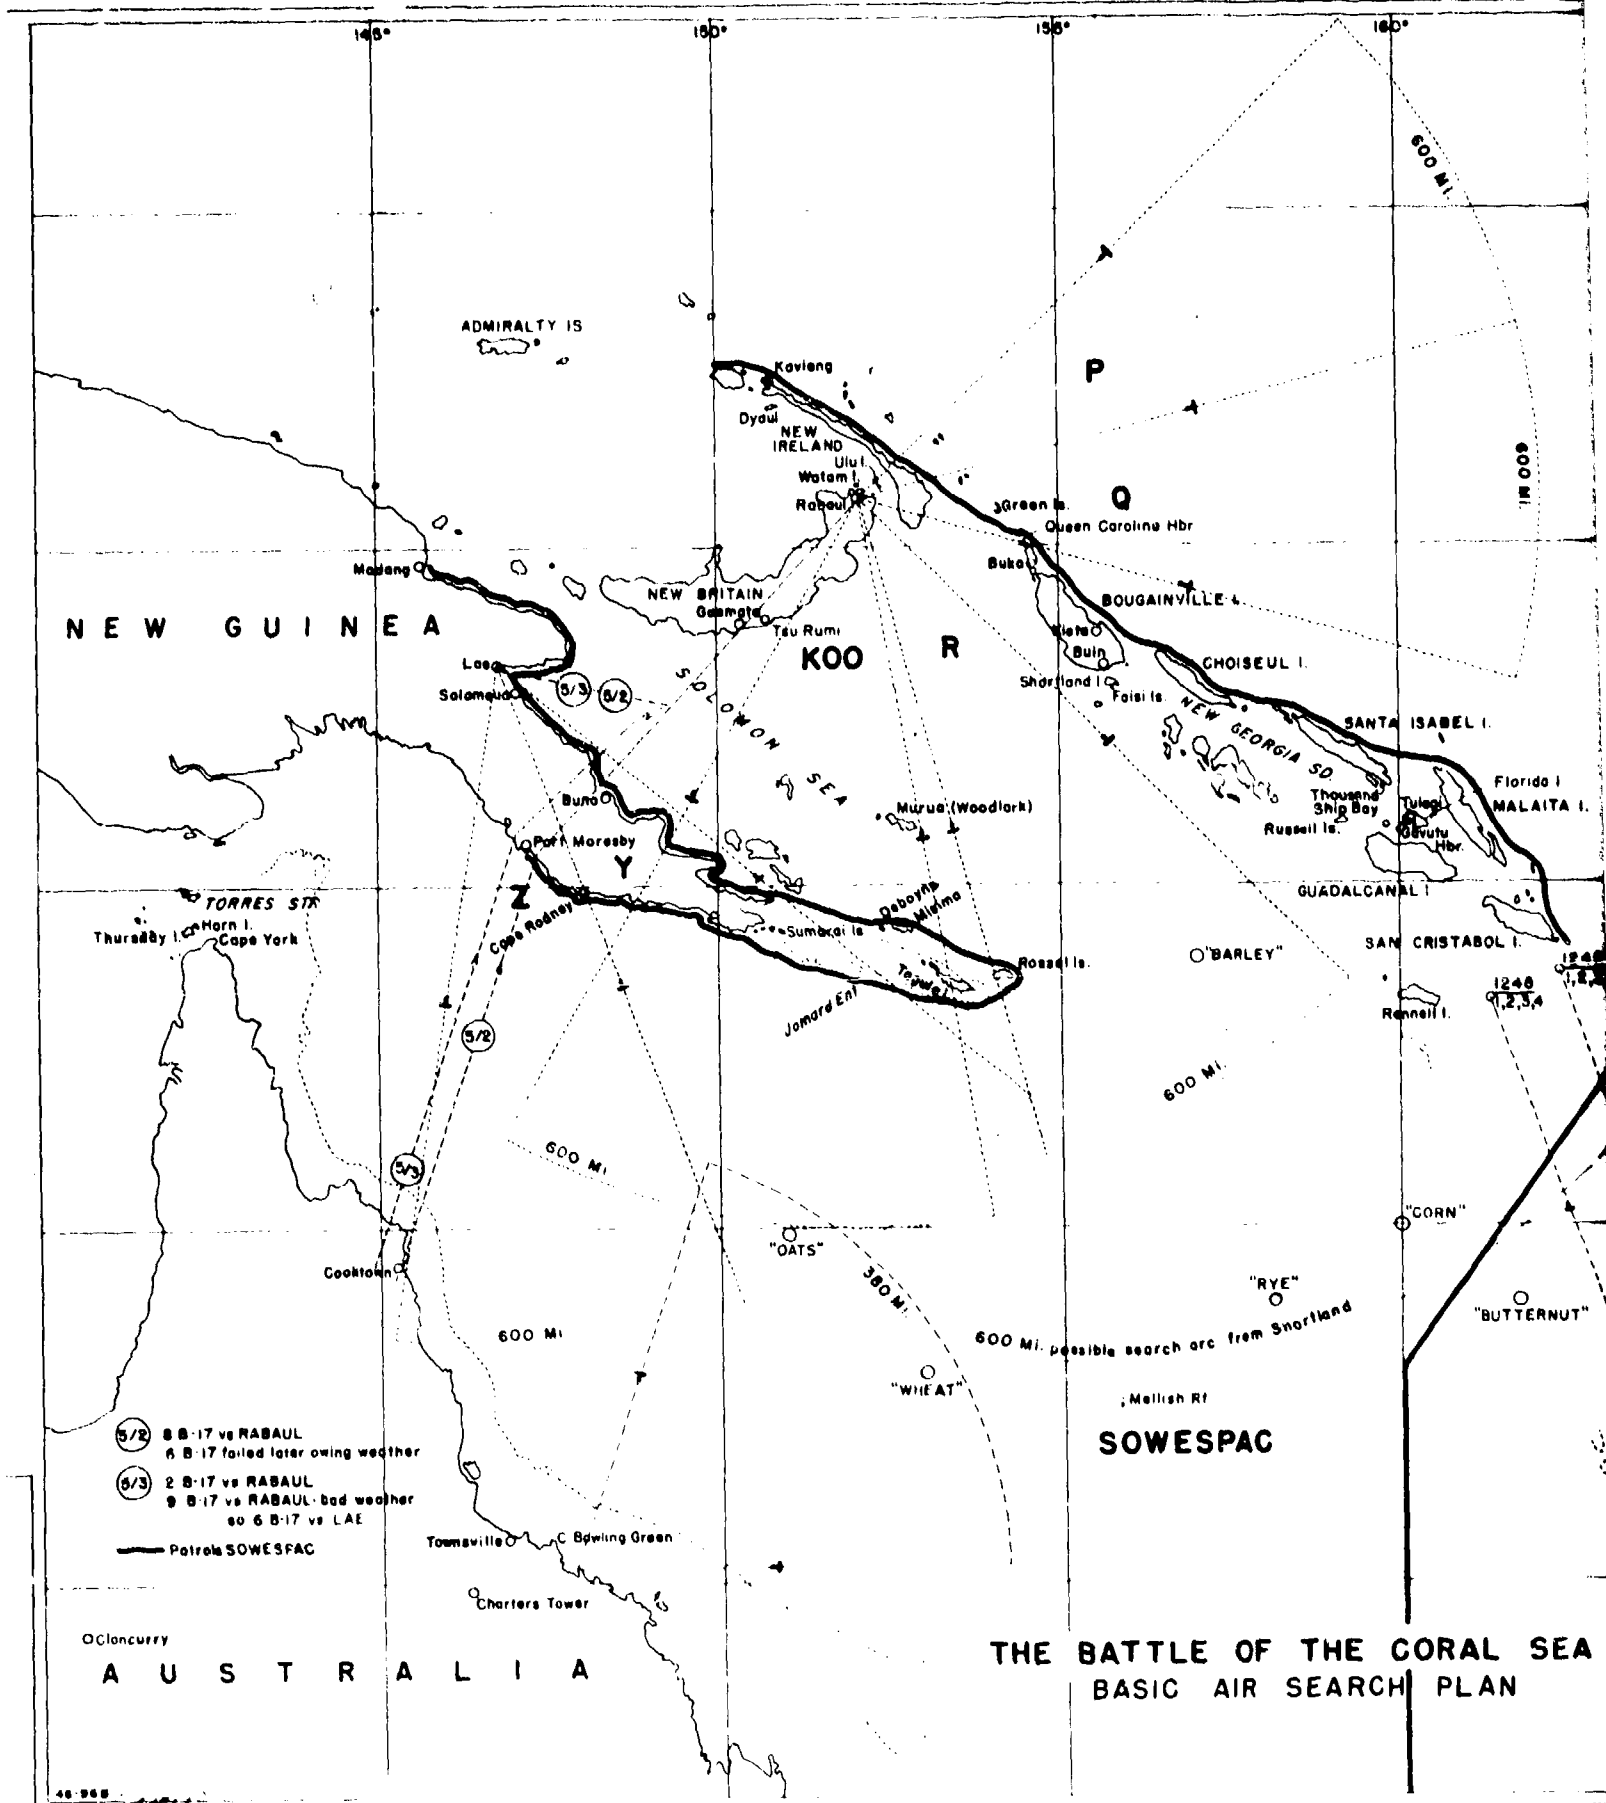 145°
150°
155°
160°
600 MI.
ADMIRALTY IS
P
Kavieng
Dyaul
NEW
IRELAND
Ulu I.
Watom I.
Rabaul
600 MI.
Q
Green Is.
Queen Carolina Hbr
Buka
Madang
NEW BRITAIN
Gasmata
Tsu Rumi
BOUGAINVILLE I.
NEW GUINEA
KOO
R
Kieta
Buin
CHOISEUL I.
Lae
Salamaua
5/3
5/2
SOLOMON SEA
Shortland I.
Faisi Is.
NEW GEORGIA SD.
SANTA ISABEL I.
Florida I
MALAITA I.
Thousand
Ship Bay
Tulagi
Russell Is.
Gavutu
Hbr.
Buna
Murua (Woodlark)
Port Moresby
Y
Z
GUADALCANAL I
TORRES STR
Horn I.
Thursday I.
Cape York
Cape Rodney
Sumarai Is
Deboyne
Misima
SAN CRISTABOL I.
"BARLEY"
Rossel Is.
Jomard Ent
1248
1,2,3,4
1248
Rennell I.
5/2
600 MI.
600 MI
5/3
"CORN"
"OATS"
Cooktown
380 MI.
"RYE"
"BUTTERNUT"
600 MI
600 MI. possible search arc from Shortland
"WHEAT"
Mellish Rf
SOWESPAC
5/2 8 B-17 vs RABAUL
6 B-17 failed later owing weather
5/3 2 B-17 vs RABAUL
9 B-17 vs RABAUL-bad weather
so 6 B-17 vs LAE
Patrols SOWESPAC
Townsville
C Bowling Green
Charters Tower
Cloncurry
AUSTRALIA
THE BATTLE OF THE CORAL SEA
BASIC AIR SEARCH PLAN